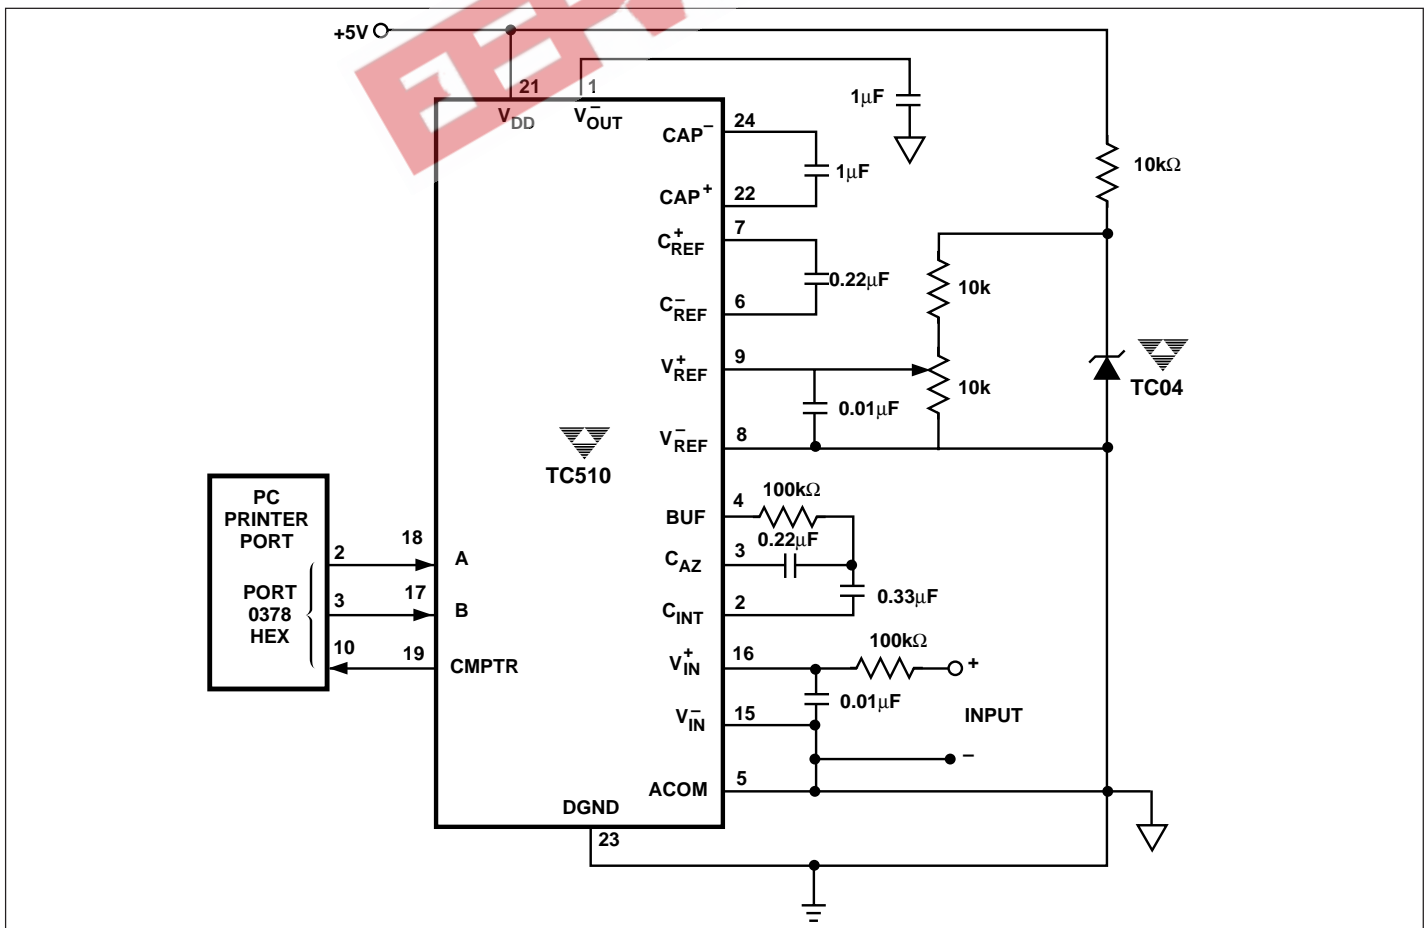 +5V
21
1
V DD
V − OUT
1µF
CAP−
24
1µF
CAP+
22
10kΩ
C + REF
7
0.22µF
C − REF
6
10k
V + REF
9
10k
TC04
0.01µF
V − REF
8
TC510
100kΩ
BUF
4
0.22µF
C AZ
3
0.33µF
C INT
2
PC
PRINTER
PORT
PORT
0378
HEX
2
18
A
3
17
B
10
19
CMPTR
100kΩ
V + IN
16
+
0.01µF
INPUT
V − IN
15
−
ACOM
5
DGND
23